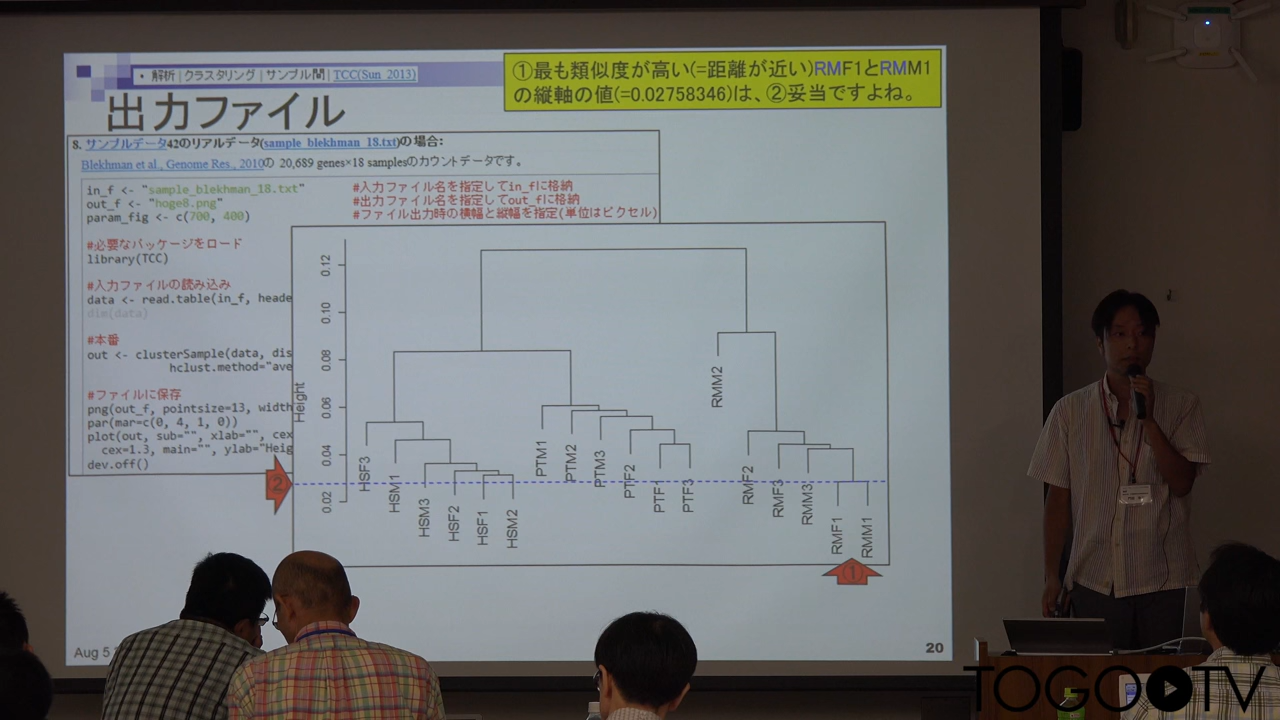 • 解析 | クラスタリング | サンプル間 | TCC(Sun_2013)
①最も類似度が高い(=距離が近い)RMF1とRMM1
の縦軸の値(=0.02758346)は、②妥当ですよね。
出力ファイル
8. サンプルデータ42のリアルデータ(sample_blekhman_18.txt)の場合:
Blekhman et al., Genome Res., 2010の 20,689 genes×18 samplesのカウントデータです。
in_f <- "sample_blekhman_18.txt" #入力ファイル名を指定してin_fに格納
out_f <- "hoge8.png" #出力ファイル名を指定してout_fに格納
param_fig <- c(700, 400) #ファイル出力時の横幅と縦幅を指定(単位はピクセル)
#必要なパッケージをロード
library(TCC)
#入力ファイルの読み込み
data <- read.table(in_f, heade
dim(data)
#本番
out <- clusterSample(data, dis
hclust.method="ave
#ファイルに保存
png(out_f, pointsize=13, width
par(mar=c(0, 4, 1, 0))
plot(out, sub="", xlab="", cex
cex=1.3, main="", ylab="Heig
dev.off()
Height
0.12
0.10
0.08
0.06
0.04
0.02
HSF3
HSM1
HSM3
HSF2
HSF1
HSM2
PTM1
PTM2
PTM3
PTF2
PTF1
PTF3
RMM2
RMF2
RMF3
RMM3
RMF1
RMM1
②
①
Aug 5
20
TOGOTV